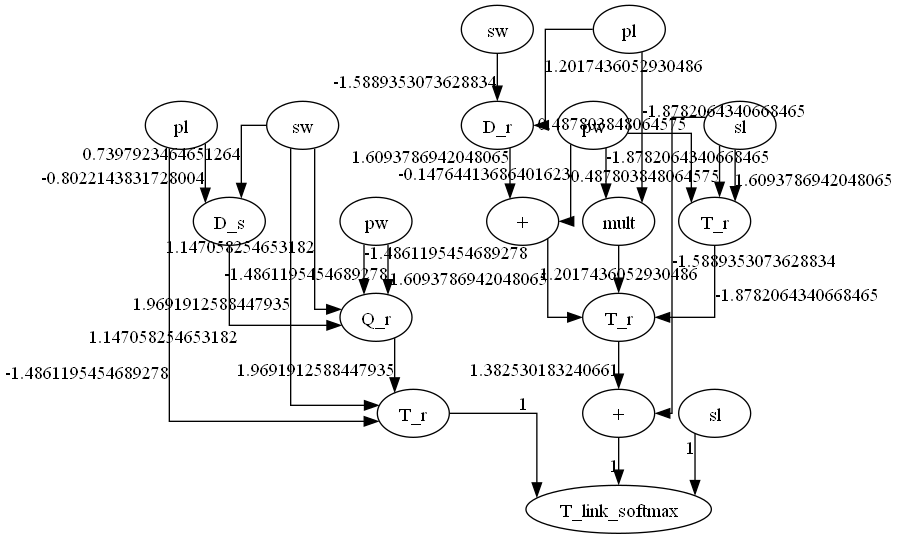 sw
pl
1.2017436052930486
-1.5889353073628834
-1.8782064340668465
pl
sw
D_r
0.487803848064575
pw
sl
0.7397923464651264
1.6093786942048065
-1.8782064340668465
-0.8022143831728004
-0.14764413686401623
0.487803848064575
1.6093786942048065
D_s
pw
+
mult
T_r
1.147058254653182
-1.4861195454689278
-1.5889353073628834
-1.4861195454689278
1.6093786942048065
1.2017436052930486
-1.8782064340668465
1.9691912588447935
Q_r
T_r
1.147058254653182
-1.4861195454689278
1.9691912588447935
1.382530183240661
T_r
1
+
sl
1
1
T_link_softmax